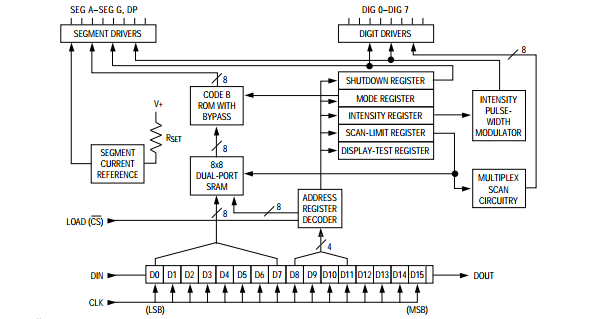 SEG A–SEG G, DP
DIG 0–DIG 7
SEGMENT DRIVERS
DIGIT DRIVERS
8
8
CODE B
ROM WITH
BYPASS
SHUTDOWN REGISTER
MODE REGISTER
INTENSITY REGISTER
SCAN-LIMIT REGISTER
DISPLAY-TEST REGISTER
INTENSITY
PULSE-
WIDTH
MODULATOR
V+
RSET
SEGMENT
CURRENT
REFERENCE
8
8x8
DUAL-PORT
SRAM
MULTIPLEX
SCAN
CIRCUITRY
ADDRESS
REGISTER
DECODER
8
8
LOAD (C̅S̅)
4
DIN
D0 D1 D2 D3 D4 D5 D6 D7 D8 D9 D10 D11 D12 D13 D14 D15
DOUT
CLK
(LSB)
(MSB)